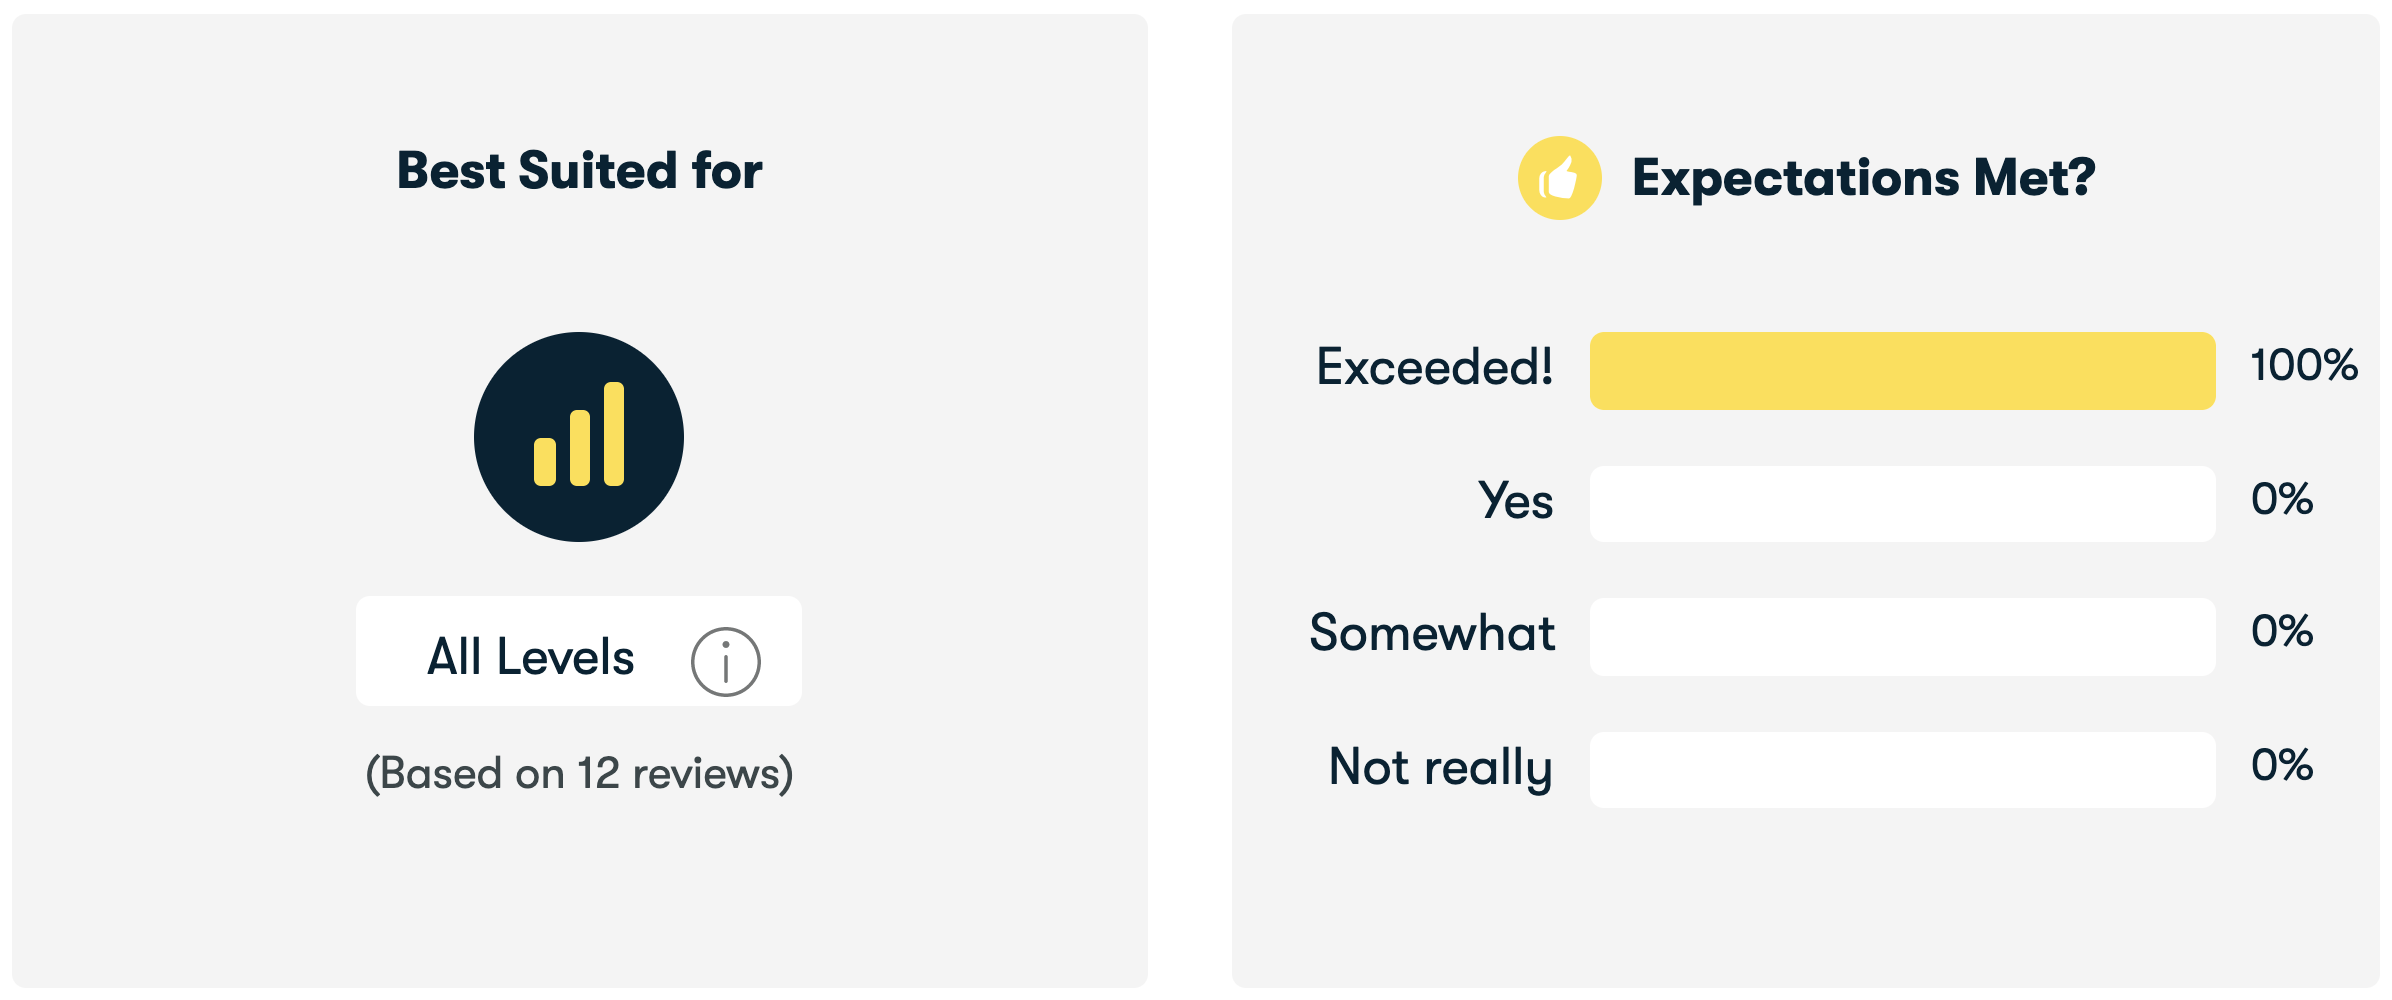 Best Suited for
All Levels
(Based on 12 reviews)
Expectations Met?
Exceeded! 100%
Yes 0%
Somewhat 0%
Not really 0%